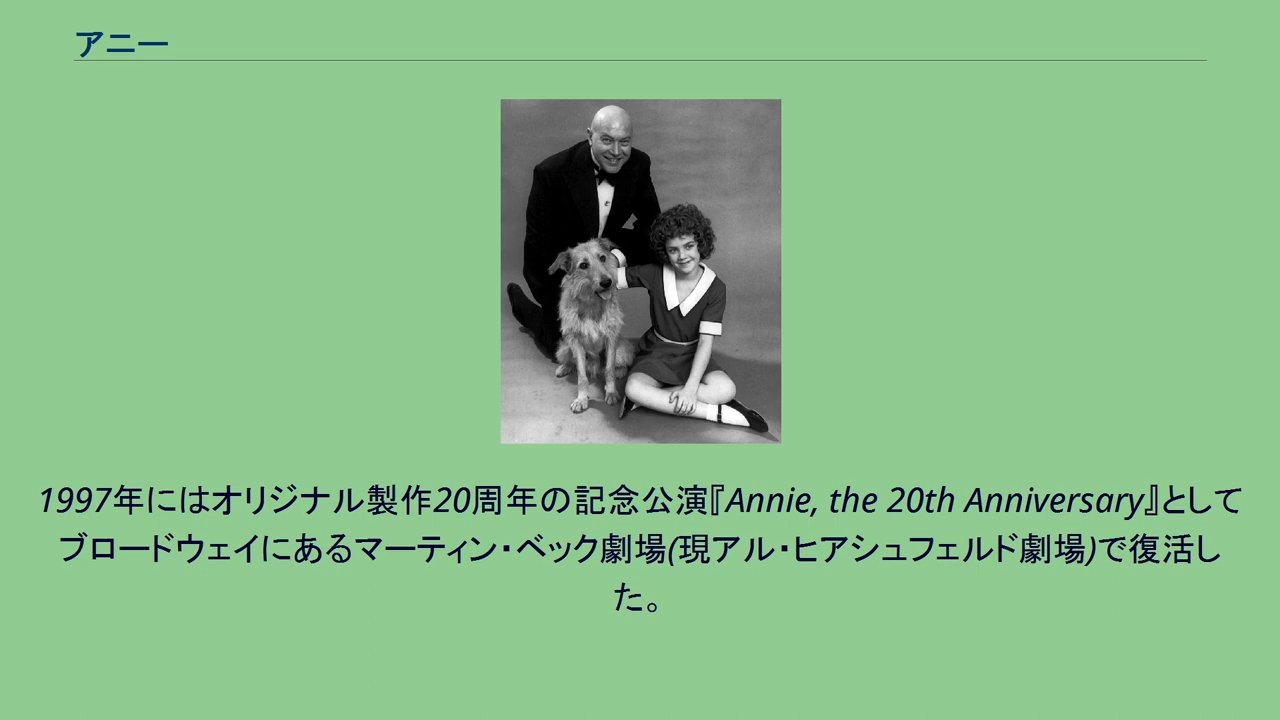 アニー
1997年にはオリジナル製作20周年の記念公演『Annie, the 20th Anniversary』として
ブロードウェイにあるマーティン・ベック劇場(現アル・ヒアシュフェルド劇場)で復活し
た。